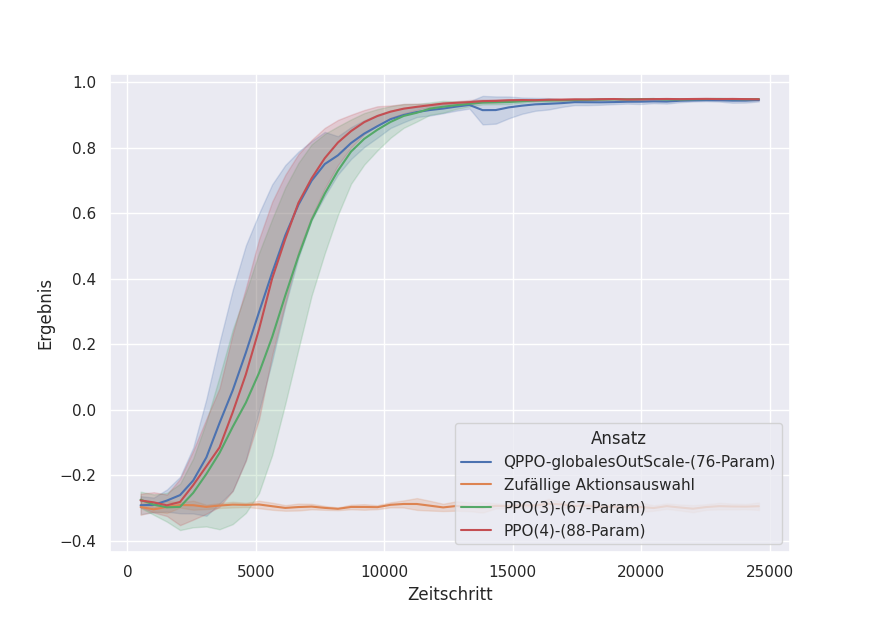 1.0
0.8
0.6
0.4
0.2
0.0
−0.2
−0.4
Ergebnis
0
5000
10000
15000
20000
25000
Zeitschritt
Ansatz
QPPO-globalesOutScale-(76-Param)
Zufällige Aktionsauswahl
PPO(3)-(67-Param)
PPO(4)-(88-Param)